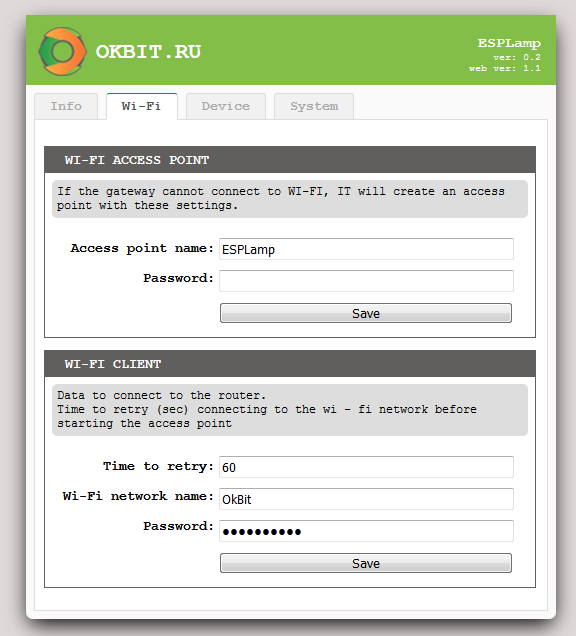 OKBIT.RU
ESPLamp
ver: 0.2
web ver: 1.1
Info
Wi-Fi
Device
System
WI-FI ACCESS POINT
If the gateway cannot connect to WI-FI, IT will create an access
point with these settings.
Access point name: ESPLamp
Password:
Save
WI-FI CLIENT
Data to connect to the router.
Time to retry (sec) connecting to the wi - fi network before
starting the access point
Time to retry: 60
Wi-Fi network name: OkBit
Password: ●●●●●●●●●●
Save